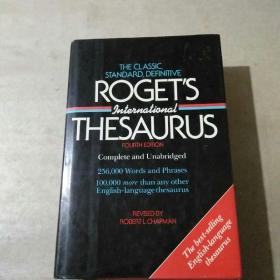 THE CLASSIC,
STANDARD, DEFINITIVE
ROGET'S
International
THESAURUS
FOURTH EDITION
Complete and Unabridged
256,000 Words and Phrases
100,000 more than any other
English-language thesaurus
REVISED BY
ROBERT L. CHAPMAN
The best-selling
English-language
thesaurus